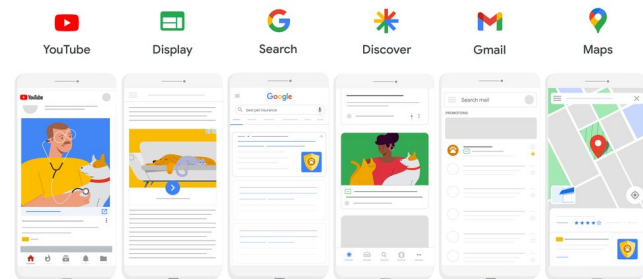 YouTube
Display
Search
Discover
Gmail
Maps
YouTube
Google
best pet insurance
Search mail
PROMOTIONS